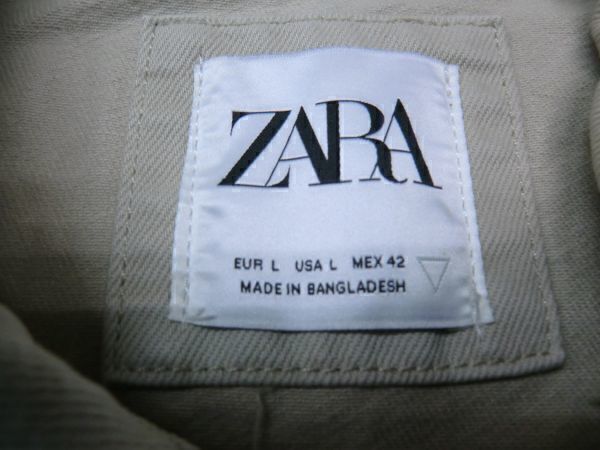 ZARA
EUR L USA L MEX 42
MADE IN BANGLADESH